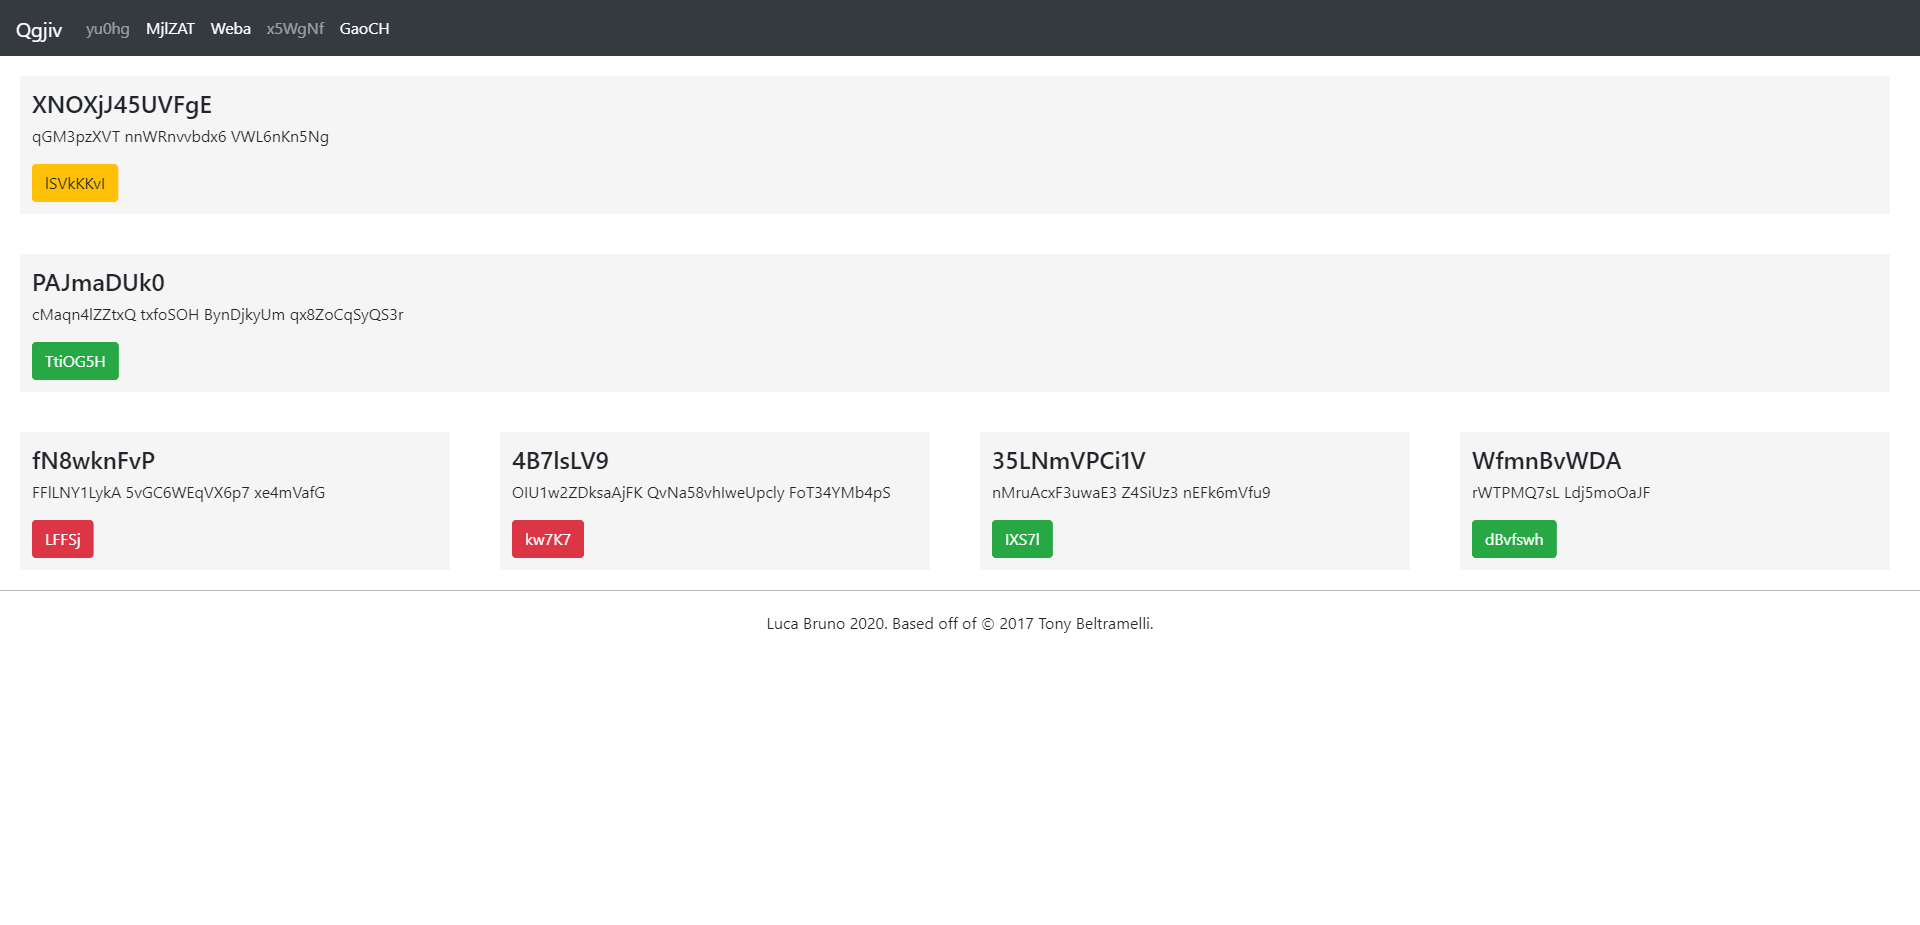 Qgjiv yu0hg MjlZAT Weba x5WgNf GaoCH
XNOXjJ45UVFgE
qGM3pzXVT nnWRnvvbdx6 VWL6nKn5Ng
lSVkKKvI
PAJmaDUk0
cMaqn4lZZtxQ txfoSOH BynDjkyUm qx8ZoCqSyQS3r
TtiOG5H
fN8wknFvP
FFlLNY1LykA 5vGC6WEqVX6p7 xe4mVafG
LFFSj
4B7lsLV9
OIU1w2ZDksaAjFK QvNa58vhIweUpcly FoT34YMb4pS
kw7K7
35LNmVPCi1V
nMruAcxF3uwaE3 Z4SiUz3 nEFk6mVfu9
IXS7l
WfmnBvWDA
rWTPMQ7sL Ldj5moOaJF
dBvfswh
Luca Bruno 2020. Based off of © 2017 Tony Beltramelli.